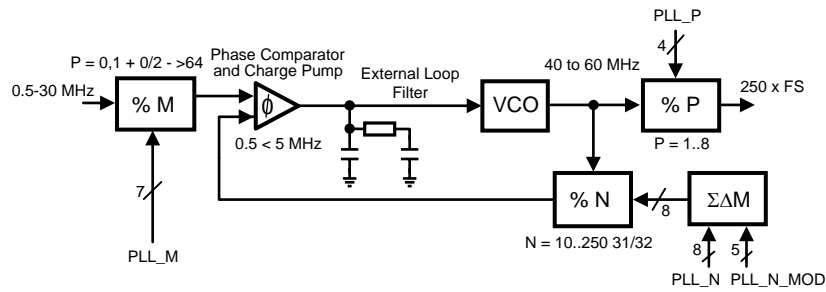 PLL_P
4
Phase Comparator
and Charge Pump
P = 0,1 + 0/2 - >64
External Loop
Filter
40 to 60 MHz
0.5-30 MHz
% M
ϕ
VCO
% P
250 x FS
0.5 < 5 MHz
P = 1..8
7
% N
8
ΣΔM
N = 10..250 31/32
8
5
PLL_M
PLL_N
PLL_N_MOD